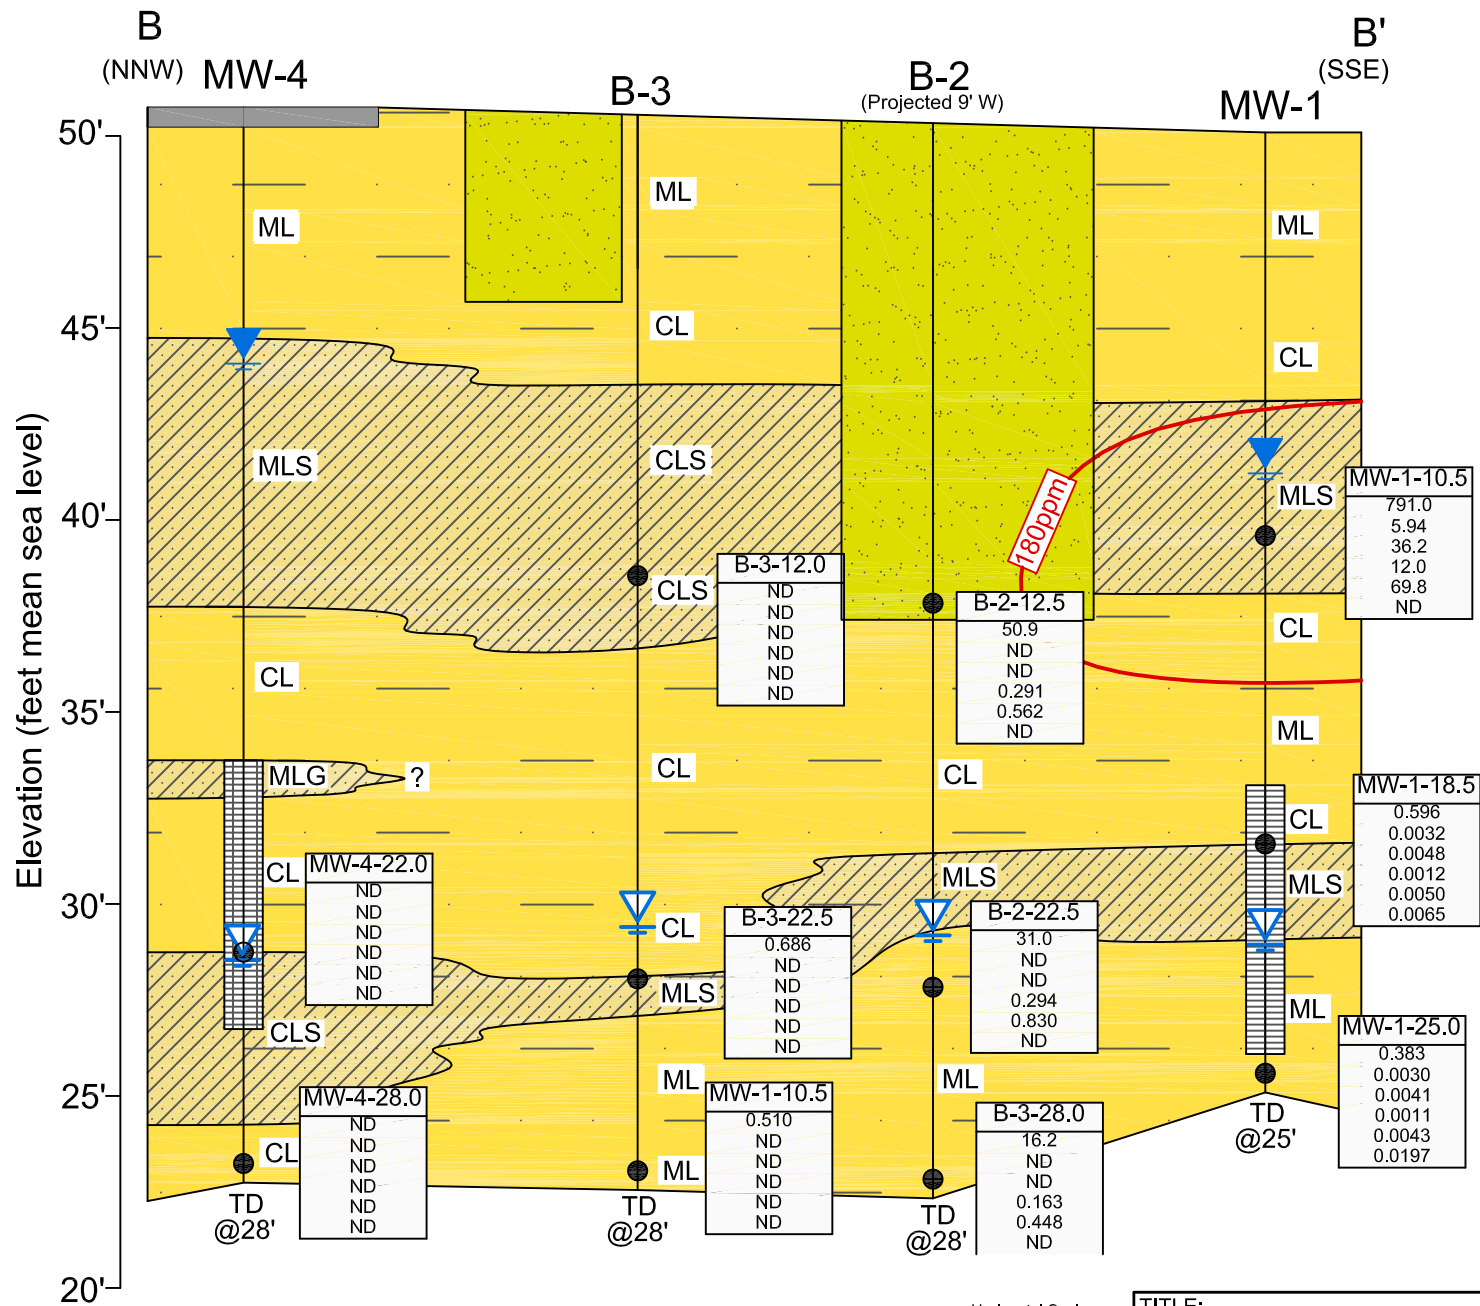 B
(NNW)
MW-4
B-3
B-2
(Projected 9' W)
B'
(SSE)
MW-1
Elevation (feet mean sea level)
50'
45'
40'
35'
30'
25'
20'
ML
MLS
CL
MLG
?
CL
CLS
CL
TD
@28'
MW-4-22.0
ND
ND
ND
ND
ND
ND
MW-4-28.0
ND
ND
ND
ND
ND
ND
ML
CL
CLS
CLS
CL
CL
MLS
ML
ML
TD
@28'
B-3-12.0
ND
ND
ND
ND
ND
ND
B-3-22.5
0.686
ND
ND
ND
ND
ND
MW-1-10.5
0.510
ND
ND
ND
ND
ND
CL
MLS
ML
TD
@28'
180ppm
B-2-12.5
50.9
ND
ND
0.291
0.562
ND
B-2-22.5
31.0
ND
ND
0.294
0.830
ND
B-3-28.0
16.2
ND
ND
0.163
0.448
ND
ML
CL
MLS
CL
ML
CL
MLS
ML
TD
@25'
MW-1-10.5
791.0
5.94
36.2
12.0
69.8
ND
MW-1-18.5
0.596
0.0032
0.0048
0.0012
0.0050
0.0065
MW-1-25.0
0.383
0.0030
0.0041
0.0011
0.0043
0.0197
TITLE: